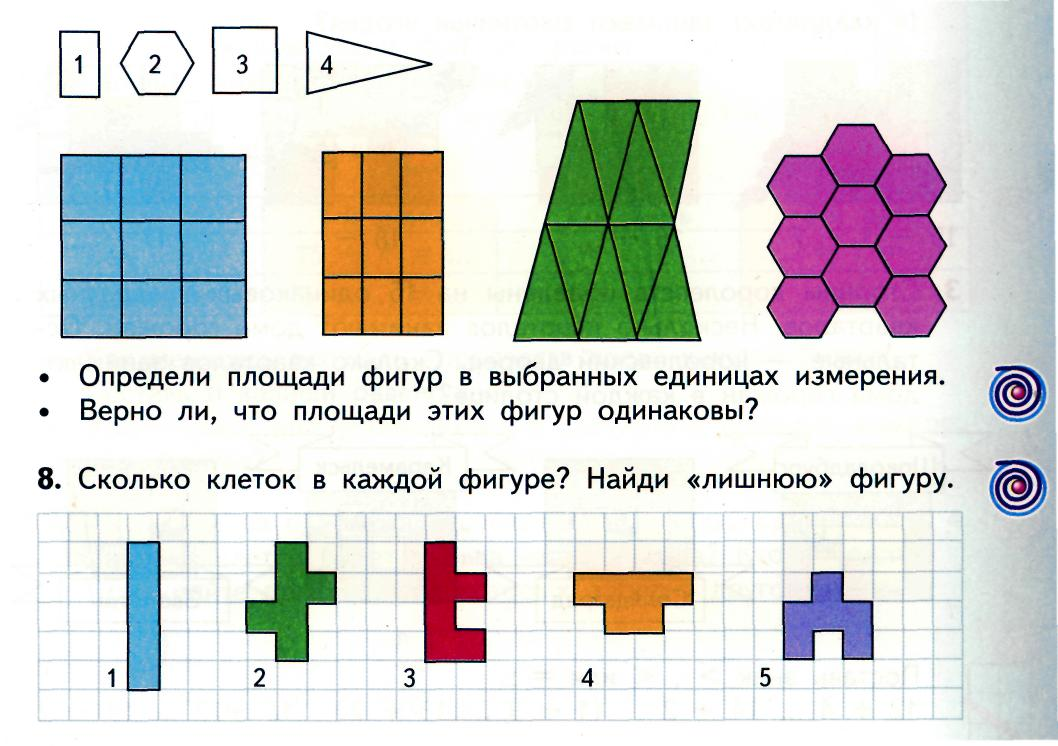 1 2 3 4
• Определи площади фигур в выбранных единицах измерения.
• Верно ли, что площади этих фигур одинаковы?
8. Сколько клеток в каждой фигуре? Найди «лишнюю» фигуру.
1 2 3 4 5